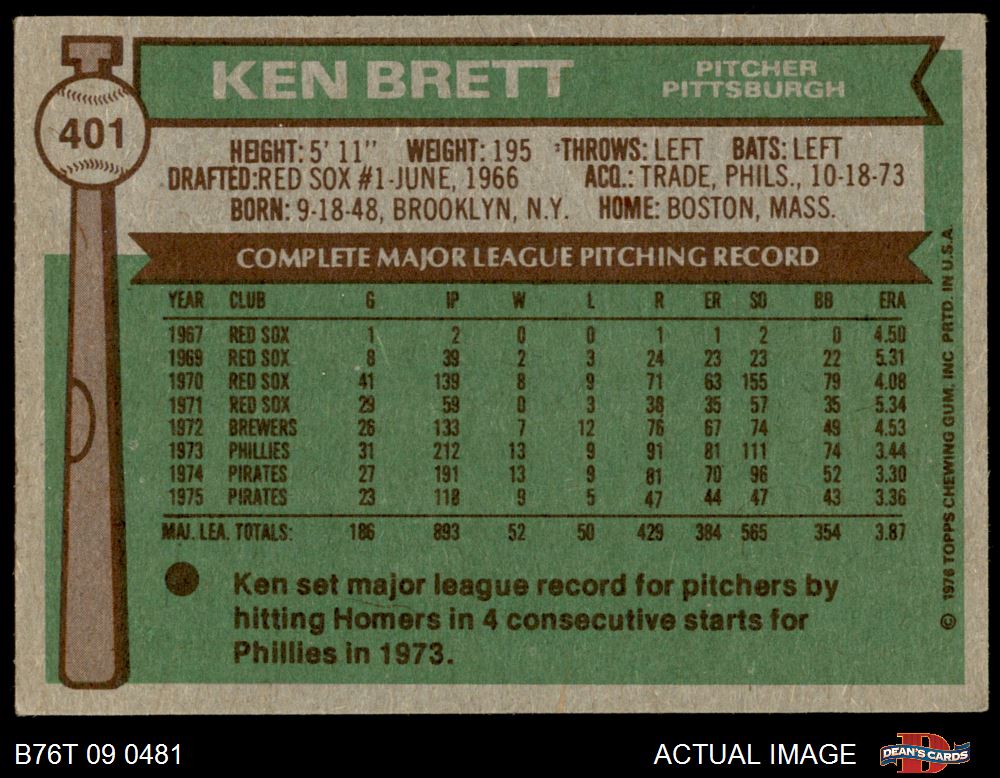 401
KEN BRETT
PITCHER
PITTSBURGH
HEIGHT: 5' 11" WEIGHT: 195 THROWS: LEFT BATS: LEFT
DRAFTED:RED SOX #1-JUNE, 1966 ACQ.: TRADE, PHILS., 10-18-73
BORN: 9-18-48, BROOKLYN, N.Y. HOME: BOSTON, MASS.
COMPLETE MAJOR LEAGUE PITCHING RECORD
YEAR CLUB G IP W L R ER SO BB ERA
1967 RED SOX 1 2 0 0 1 1 2 0 4.50
1969 RED SOX 8 39 2 3 24 23 23 22 5.31
1970 RED SOX 41 139 8 9 71 63 155 79 4.08
1971 RED SOX 29 59 0 3 38 35 57 35 5.34
1972 BREWERS 26 133 7 12 76 67 74 49 4.53
1973 PHILLIES 31 212 13 9 91 81 111 74 3.44
1974 PIRATES 27 191 13 9 81 70 96 52 3.30
1975 PIRATES 23 118 9 5 47 44 47 43 3.36
MAJ. LEA. TOTALS: 186 893 52 50 429 384 565 354 3.87
Ken set major league record for pitchers by
hitting Homers in 4 consecutive starts for
Phillies in 1973.
© 1976 TOPPS CHEWING GUM, INC PRTD. IN U.S.A.
B76T 09 0481
ACTUAL IMAGE
DEAN'S CARDS